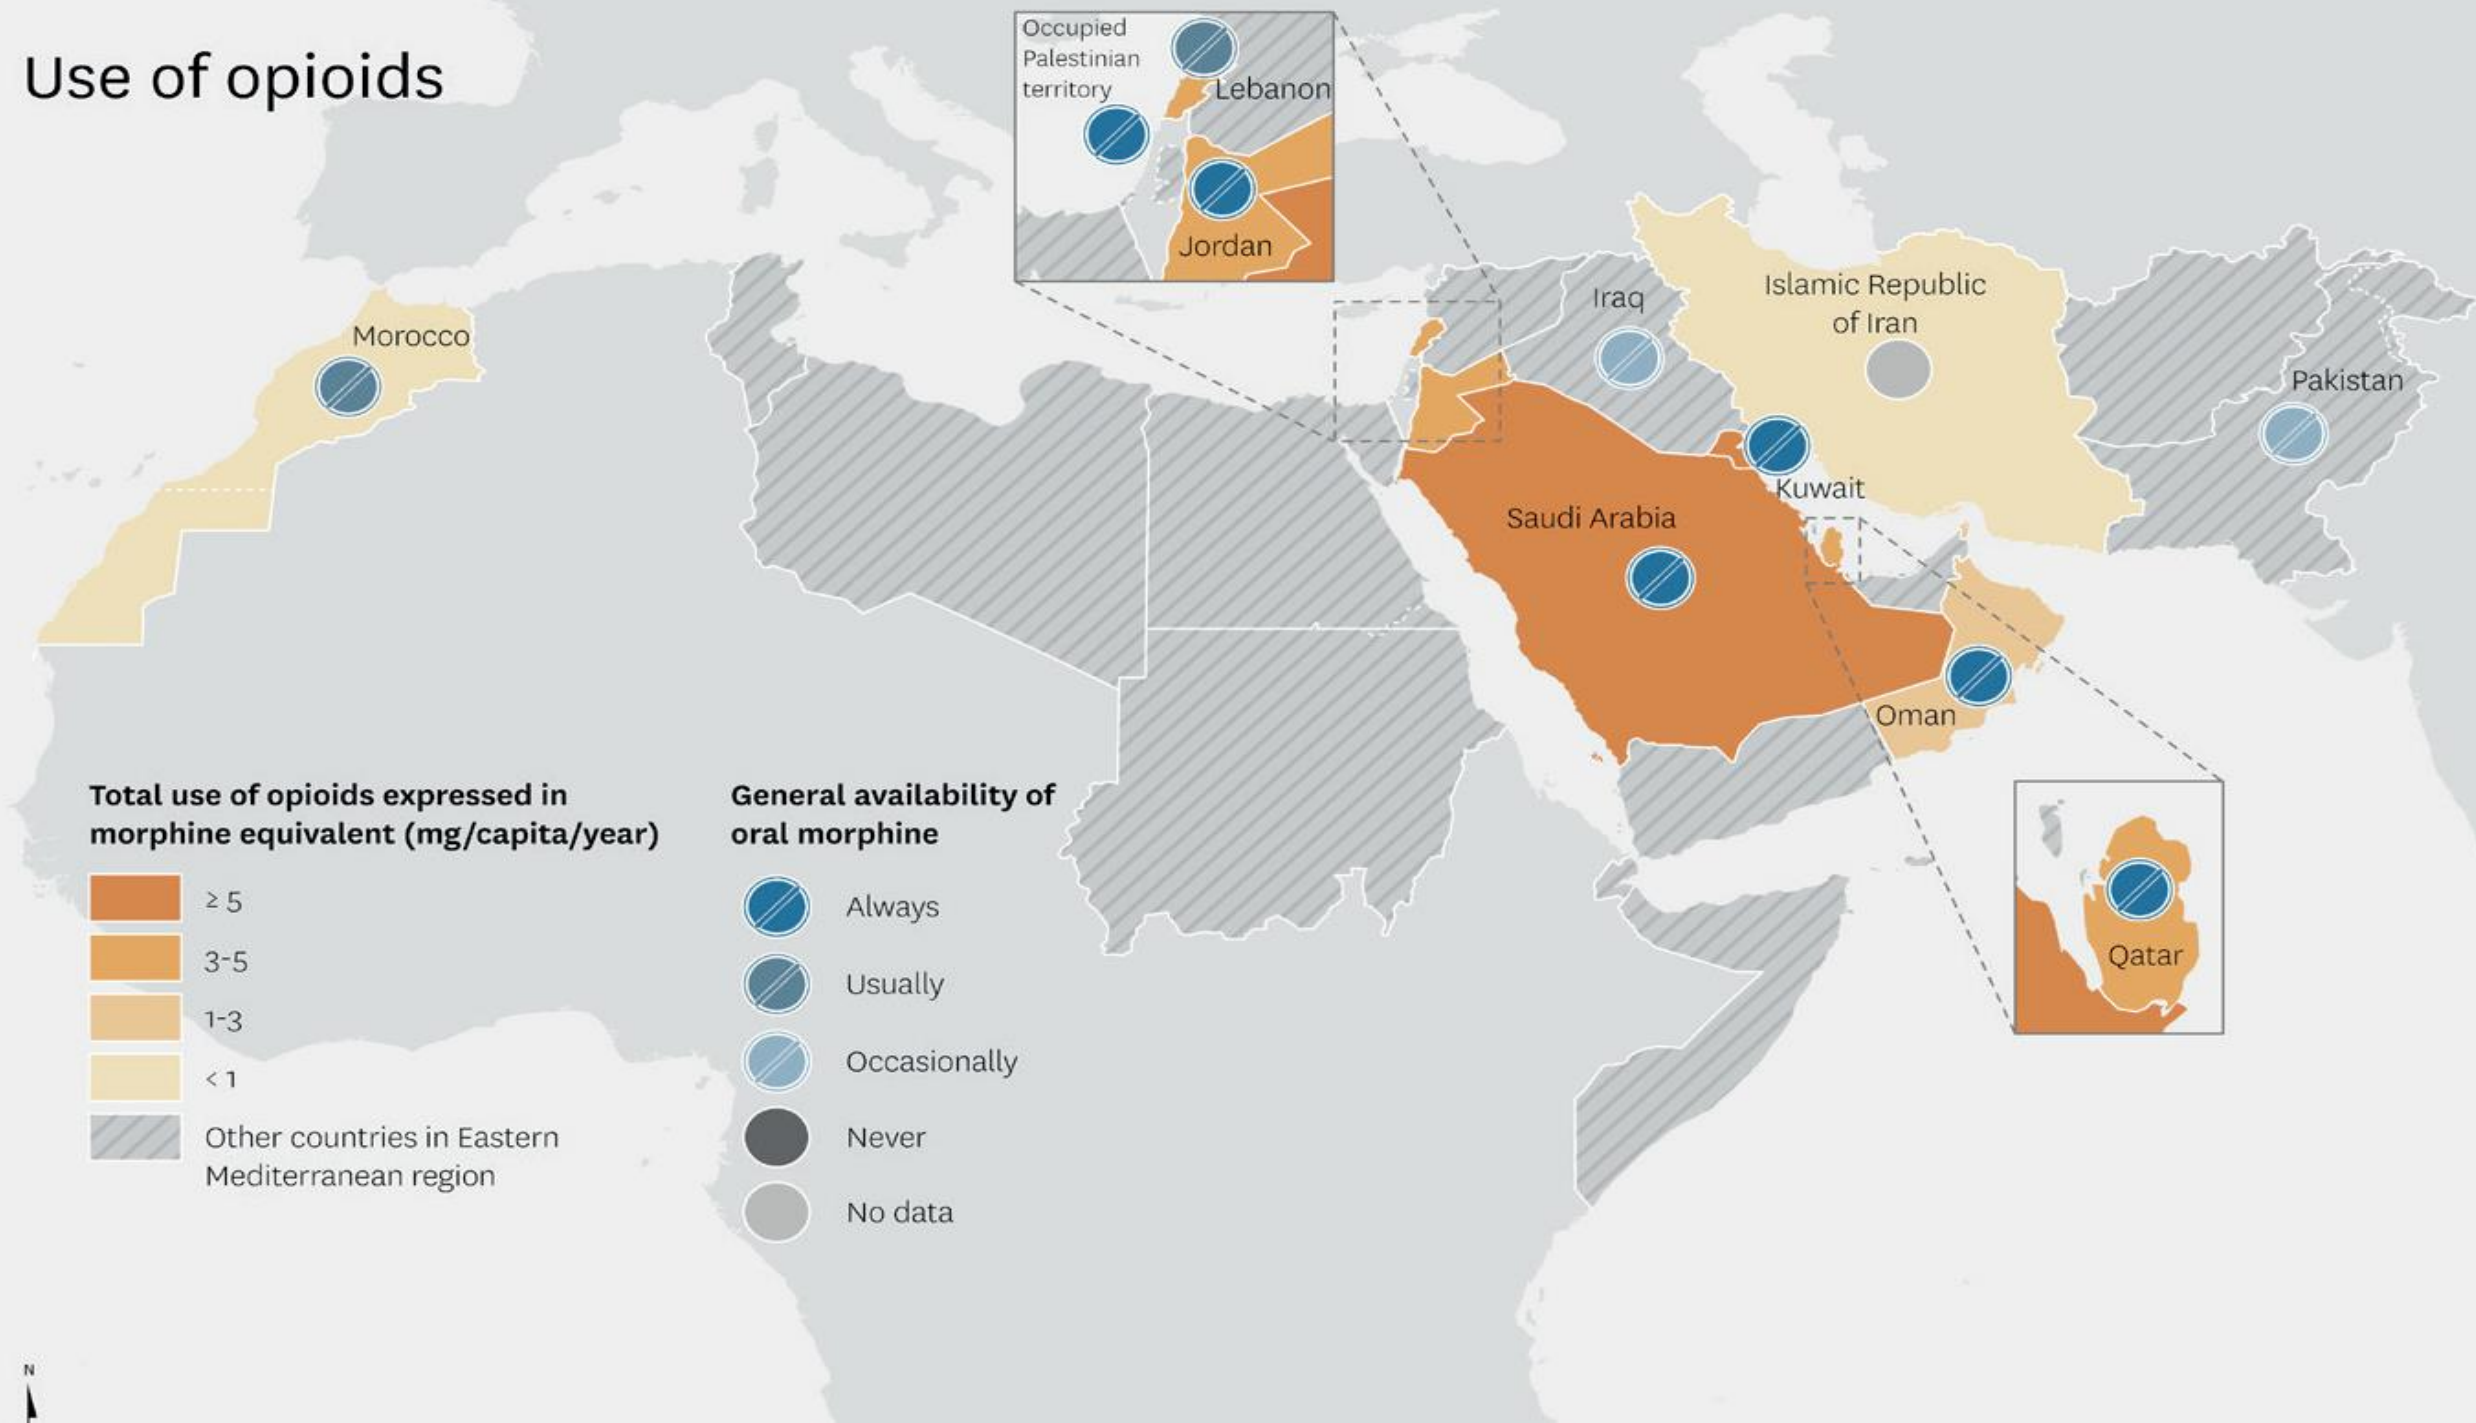 Use of opioids
Occupied
Palestinian
territory
Lebanon
Jordan
Morocco
Iraq
Islamic Republic
of Iran
Pakistan
Kuwait
Saudi Arabia
Oman
Qatar
Total use of opioids expressed in
morphine equivalent (mg/capita/year)
≥ 5
3-5
1-3
< 1
Other countries in Eastern
Mediterranean region
General availability of
oral morphine
Always
Usually
Occasionally
Never
No data
N